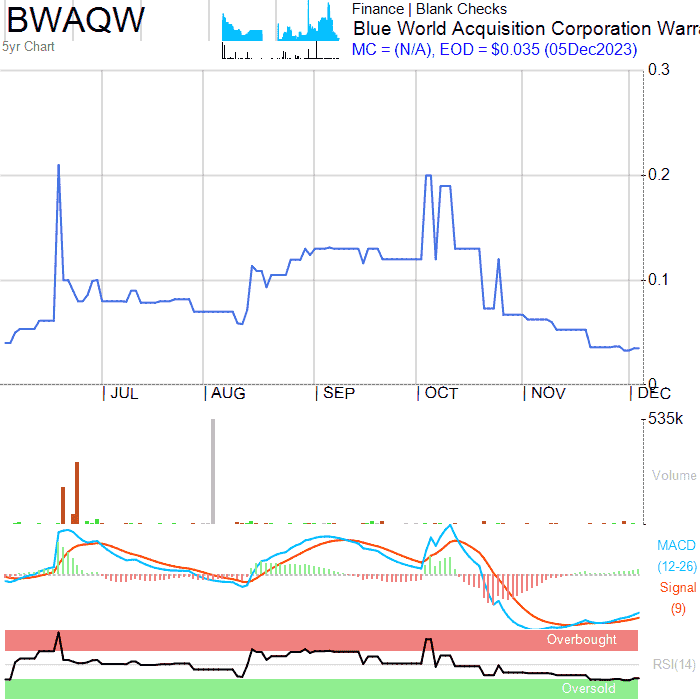 BWAQW
5yr Chart
Finance | Blank Checks
Blue World Acquisition Corporation Warra
MC = (N/A), EOD = $0.035 (05Dec2023)
0.3
0.2
0.1
0
JUL AUG SEP OCT NOV DEC
535k
Volume
MACD
(12-26)
Signal
(9)
Overbought
RSI(14)
Oversold